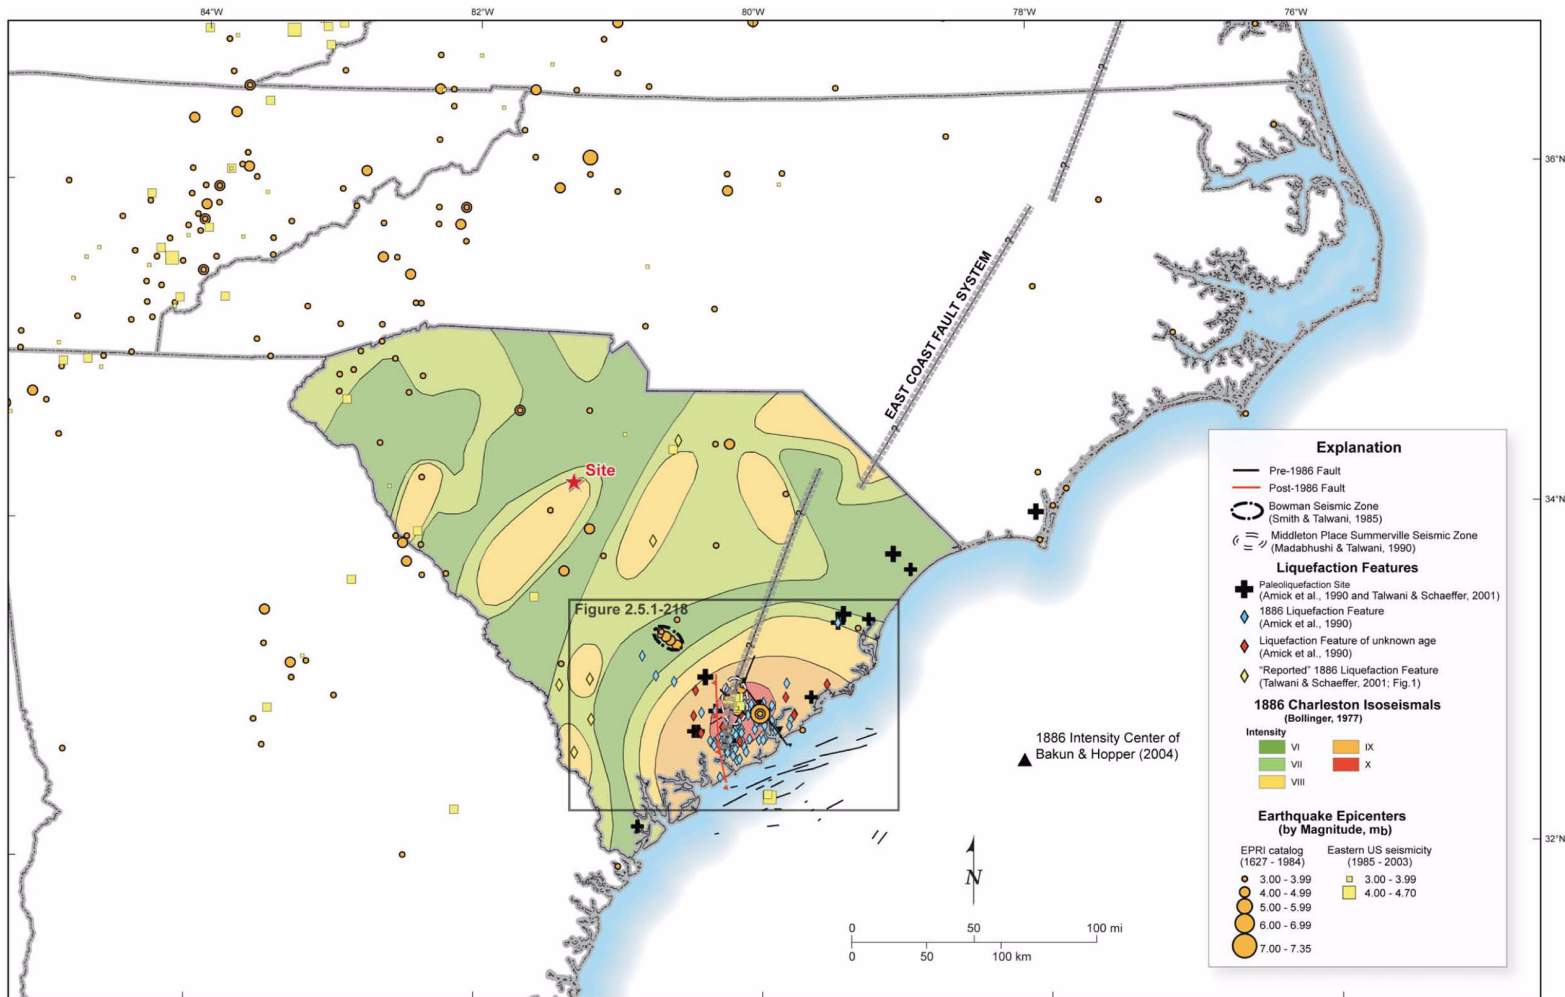 84°W
82°W
80°W
78°W
76°W
?
?
36°N
?
EAST COAST FAULT SYSTEM
?
Site
34°N
?
Figure 2.5.1-218
?
1886 Intensity Center of
Bakun & Hopper (2004)
32°N
N
0 50 100 mi
0 50 100 km
Explanation
Pre-1986 Fault
Post-1986 Fault
Bowman Seismic Zone
(Smith & Talwani, 1985)
Middleton Place Summerville Seismic Zone
(Madabhushi & Talwani, 1990)
Liquefaction Features
Paleoliquefaction Site
(Amick et al., 1990 and Talwani & Schaeffer, 2001)
1886 Liquefaction Feature
(Amick et al., 1990)
Liquefaction Feature of unknown age
(Amick et al., 1990)
"Reported" 1886 Liquefaction Feature
(Talwani & Schaeffer, 2001; Fig.1)
1886 Charleston Isoseismals
(Bollinger, 1977)
Intensity
VI IX
VII X
VIII
Earthquake Epicenters
(by Magnitude, mb)
EPRI catalog Eastern US seismicity
(1627 - 1984) (1985 - 2003)
3.00 - 3.99 3.00 - 3.99
4.00 - 4.99 4.00 - 4.70
5.00 - 5.99
6.00 - 6.99
7.00 - 7.35